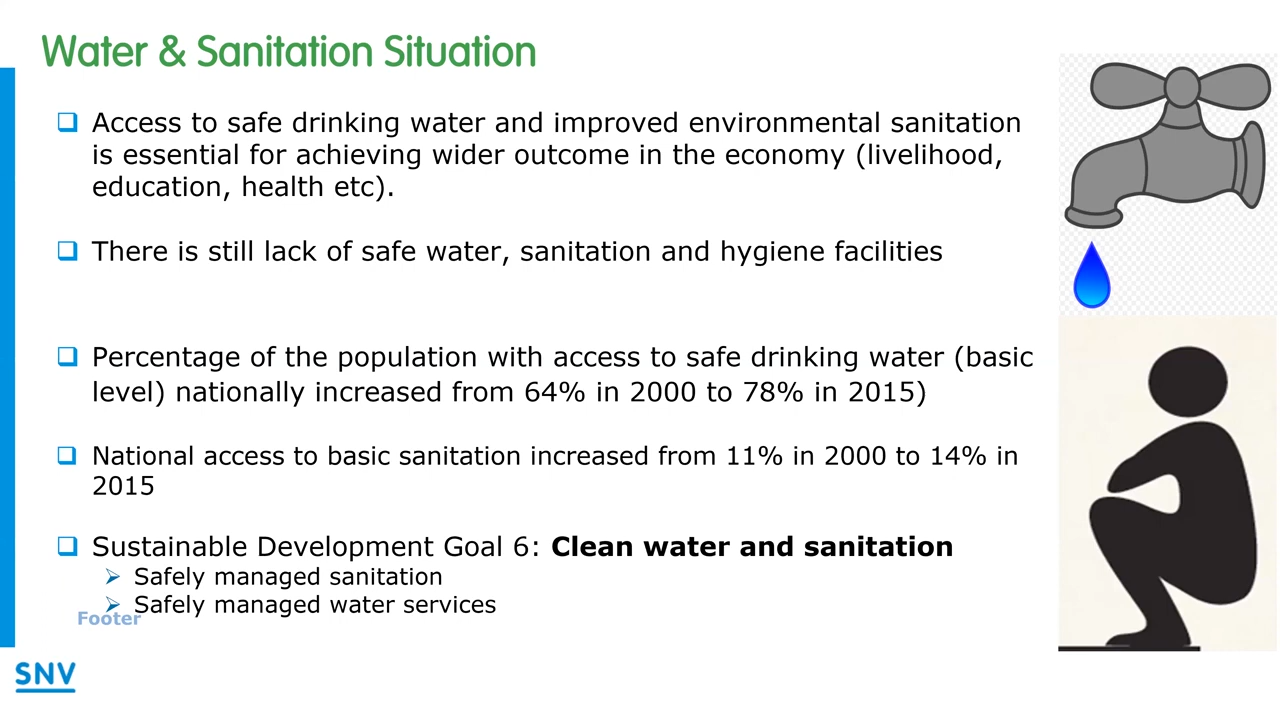 Water & Sanitation Situation
Access to safe drinking water and improved environmental sanitation
is essential for achieving wider outcome in the economy (livelihood,
education, health etc).
There is still lack of safe water, sanitation and hygiene facilities
Percentage of the population with access to safe drinking water (basic
level) nationally increased from 64% in 2000 to 78% in 2015)
National access to basic sanitation increased from 11% in 2000 to 14% in
2015
Sustainable Development Goal 6: Clean water and sanitation
Safely managed sanitation
Safely managed water services
Footer
SNV